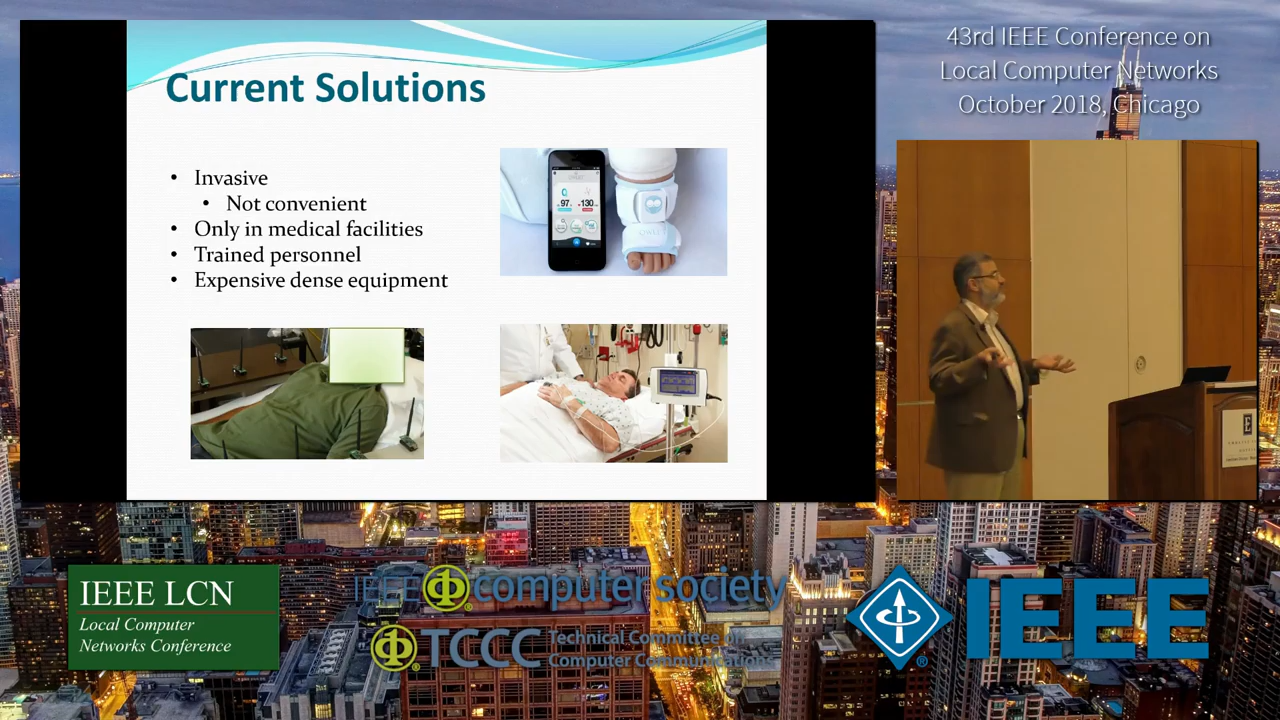 Current Solutions
• Invasive
• Not convenient
• Only in medical facilities
• Trained personnel
• Expensive dense equipment
97
130
43rd IEEE Conference on
Local Computer Networks
October 2018, Chicago
IEEE LCN
Local Computer
Networks Conference
IEEE computer society
TCCC Technical Committee on
Computer Communications
IEEE